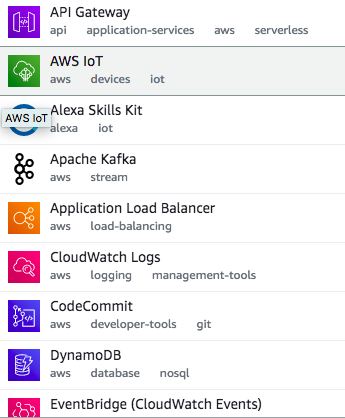 API Gateway
api application-services aws serverless
AWS IoT
aws devices iot
Alexa Skills Kit
AWS IoT
alexa iot
Apache Kafka
aws stream
Application Load Balancer
aws load-balancing
CloudWatch Logs
aws logging management-tools
CodeCommit
aws developer-tools git
DynamoDB
aws database nosql
EventBridge (CloudWatch Events)